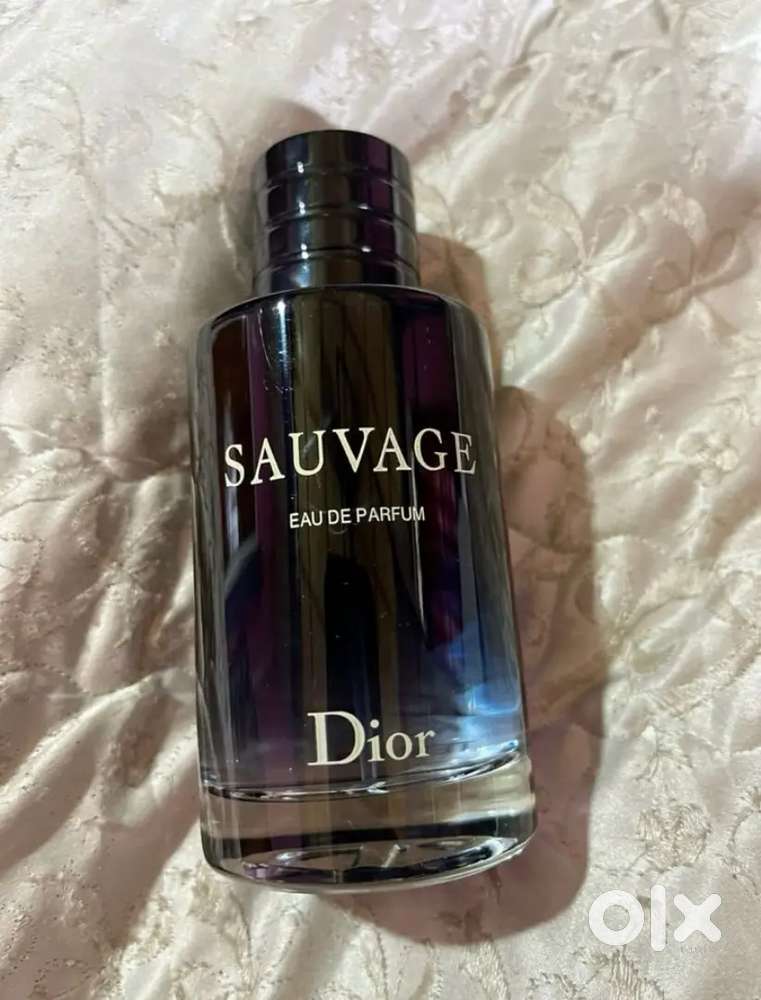 SAUVAGE
EAU DE PARFUM
Dior
olx